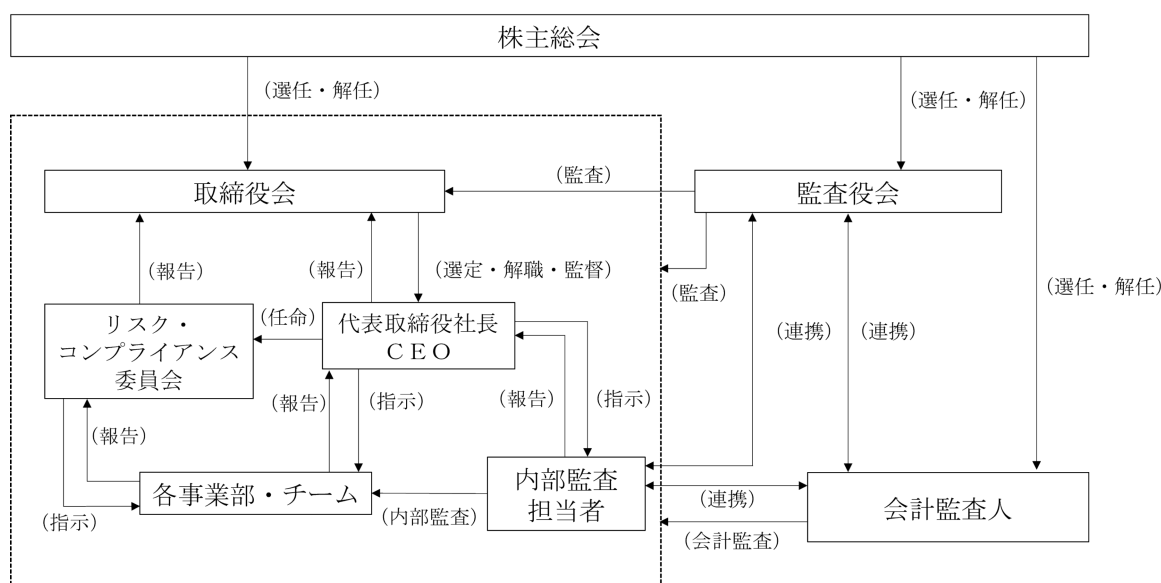 株主総会
（選任・解任）
（選任・解任）
（監査）
取締役会
監査役会
（報告）
（報告）
（選定・解職・監督）
（監査）
（選任・解任）
リスク・
コンプライアンス
委員会
（任命）
代表取締役社長
ＣＥＯ
（連携）
（連携）
（報告）
（指示）
（報告）
（指示）
（報告）
各事業部・チーム
内部監査
担当者
（連携）
会計監査人
（指示）
（内部監査）
（会計監査）